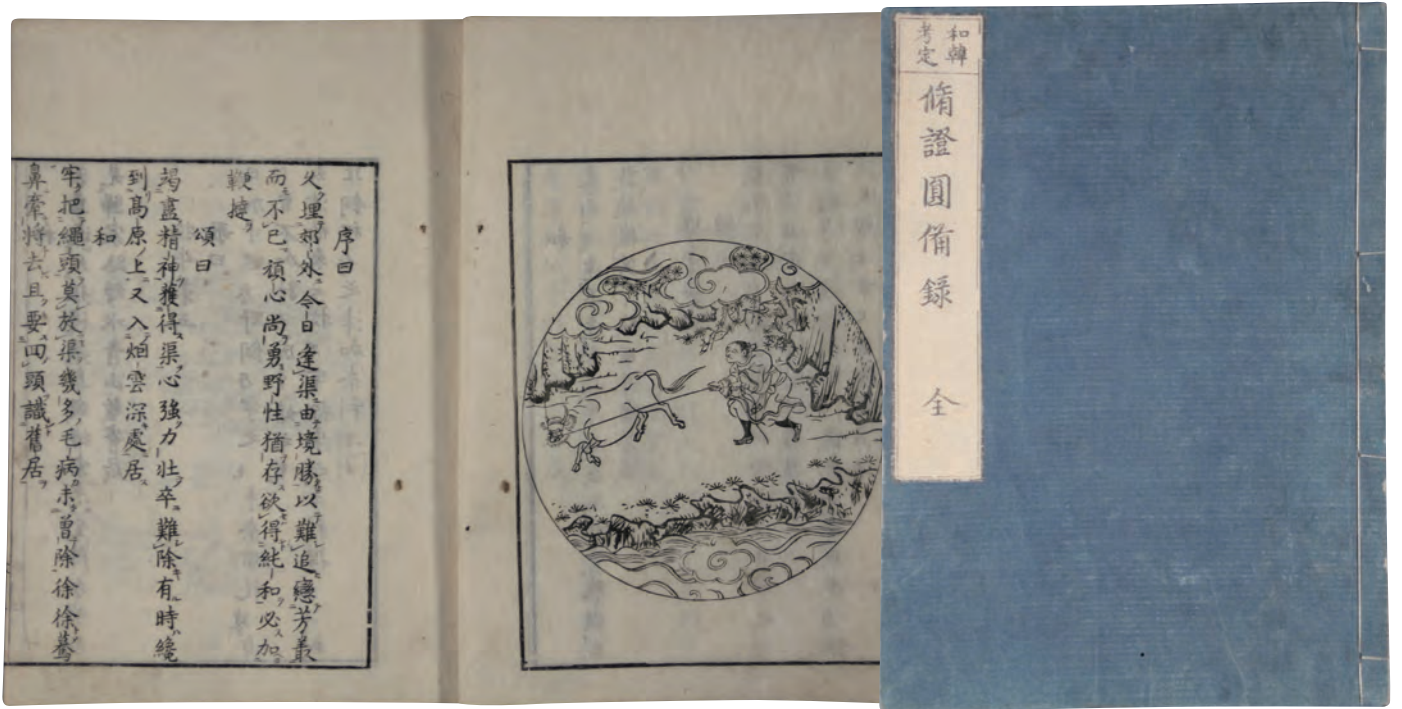 和韓
考定
脩證圓備録　全
序曰
久埋郊外今日逢渠由境勝以難追戀芳叢
而不已頑心尚勇野性猶存欲得純和必加
鞭撻
頌曰
竭盡精神獲得渠心強力壯卒難除有時纔
到高原上又入烟雲深處居
和
牢把繩頭莫放渠幾多毛病未曽除徐徐驀
鼻牽將去且要回頭識舊居